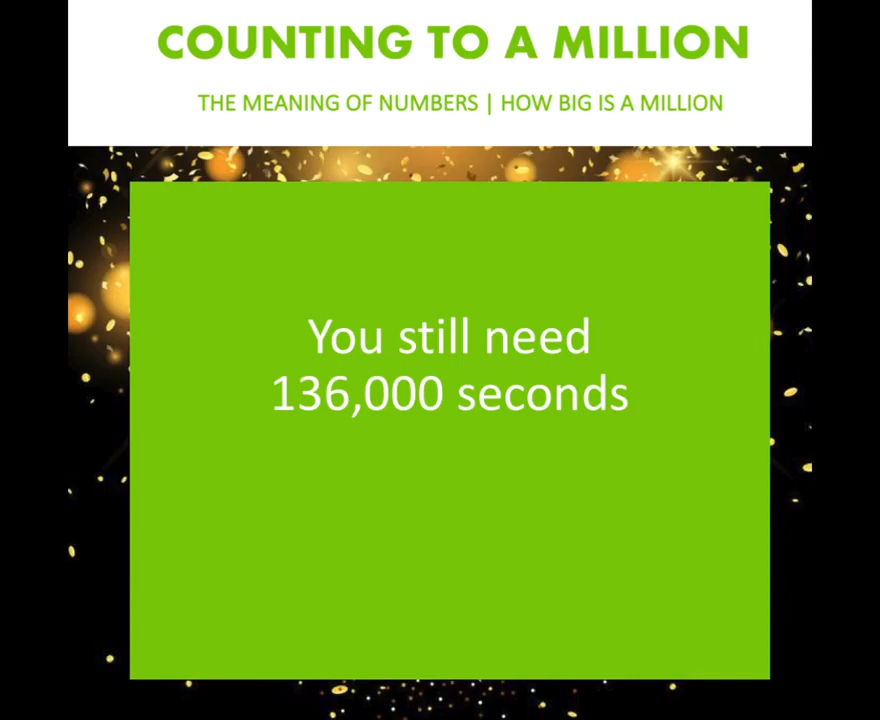 COUNTING TO A MILLION
THE MEANING OF NUMBERS | HOW BIG IS A MILLION
You still need
136,000 seconds